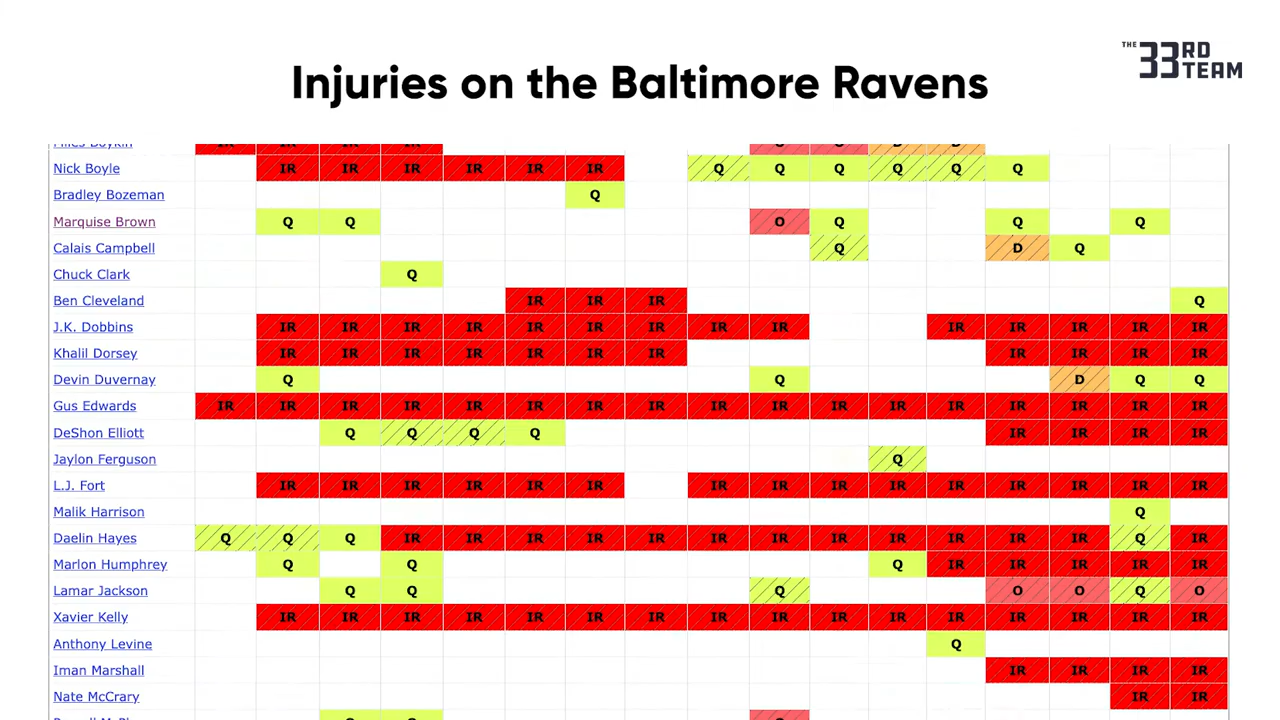 THE 33RD TEAM
Injuries on the Baltimore Ravens
Miles Boykin IR IR IR IR O O D D
Nick Boyle IR IR IR IR IR IR Q Q Q Q Q Q
Bradley Bozeman Q
Marquise Brown Q Q O Q Q Q
Calais Campbell Q D Q
Chuck Clark Q
Ben Cleveland IR IR IR Q
J.K. Dobbins IR IR IR IR IR IR IR IR IR IR IR IR IR IR
Khalil Dorsey IR IR IR IR IR IR IR IR IR IR IR
Devin Duvernay Q Q D Q Q
Gus Edwards IR IR IR IR IR IR IR IR IR IR IR IR IR IR IR IR IR
DeShon Elliott Q Q Q Q IR IR IR IR
Jaylon Ferguson Q
L.J. Fort IR IR IR IR IR IR IR IR IR IR IR IR IR IR IR
Malik Harrison Q
Daelin Hayes Q Q Q IR IR IR IR IR IR IR IR IR IR IR IR Q IR
Marlon Humphrey Q Q Q IR IR IR IR IR
Lamar Jackson Q Q Q O O Q O
Xavier Kelly IR IR IR IR IR IR IR IR IR IR IR IR IR IR IR IR
Anthony Levine Q
Iman Marshall IR IR IR IR
Nate McCrary IR IR